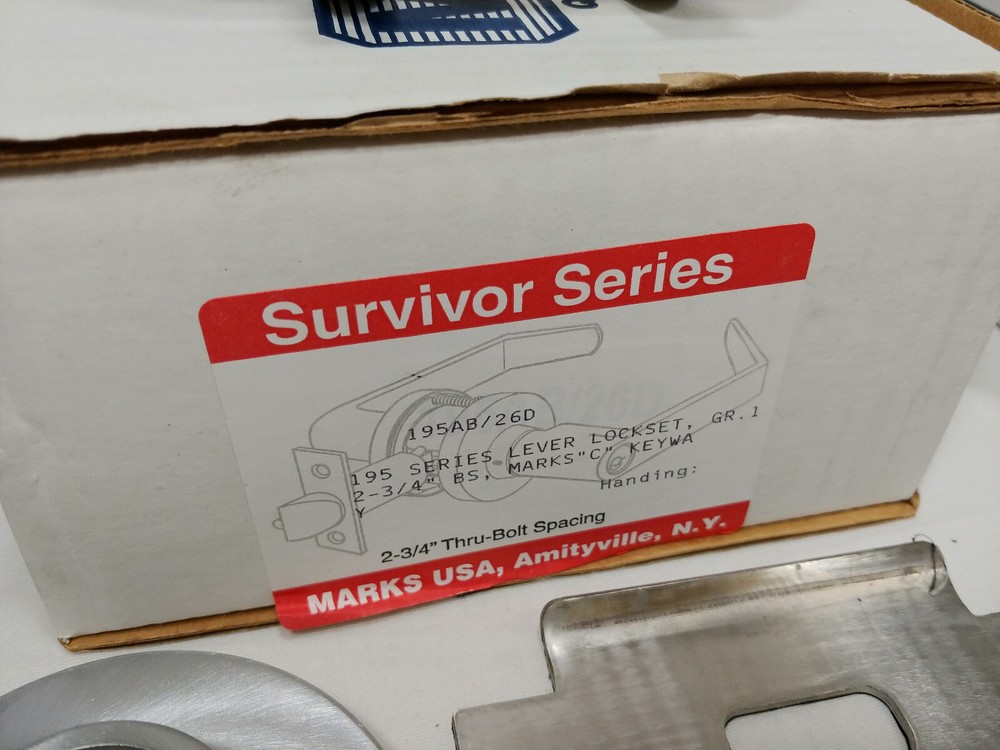 Survivor Series
195AB/26D
195 SERIES LEVER LOCKSET, GR.1
2-3/4" BS, MARKS"C" KEYWA
Y
Handing:
2-3/4" Thru-Bolt Spacing
MARKS USA, Amityville, N.Y.